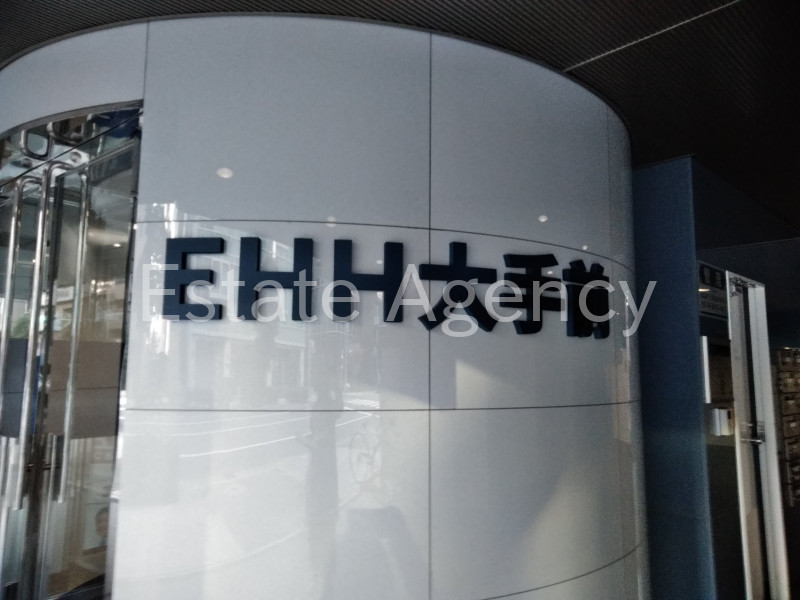 EHH大手前
Estate Agency